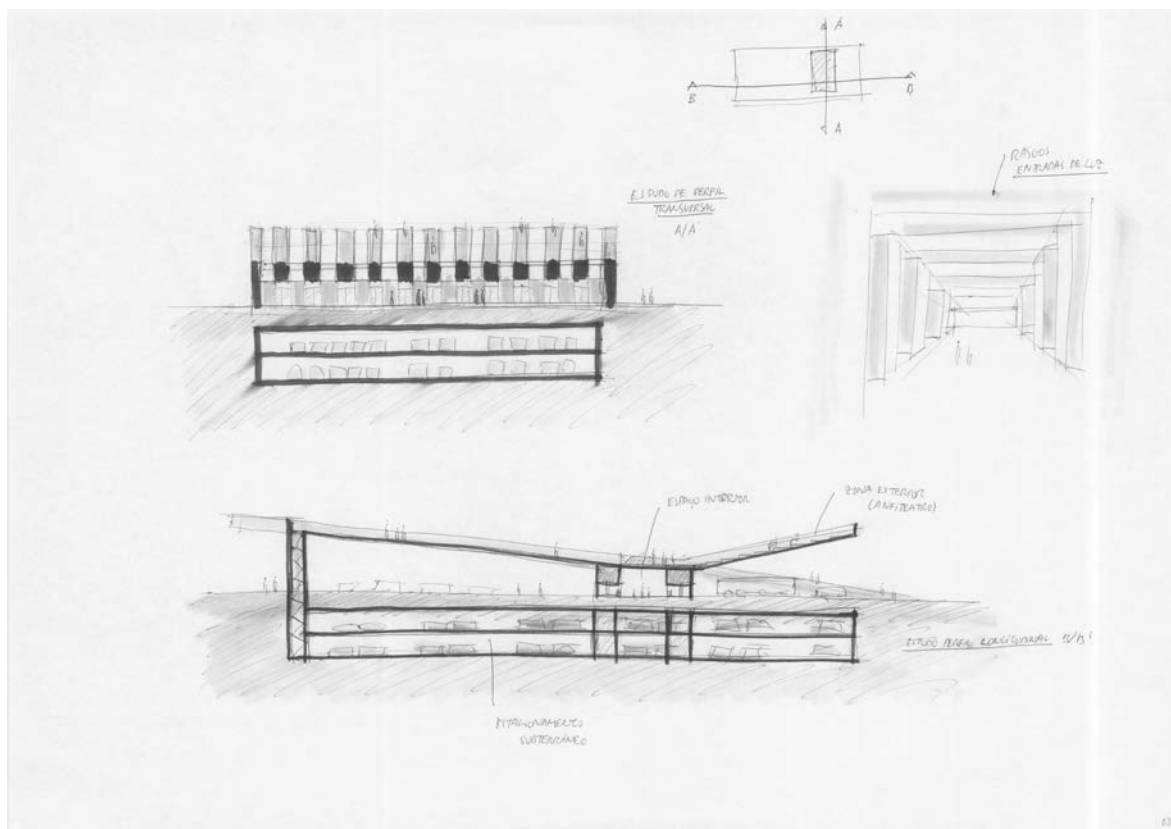 A
B
A
RASGOS
ENTRADAS DE LUZ
ESTUDO DE PERFIL
TRANSVERSAL
A/A'
ESPAÇO INTERIOR
ZONA EXTERIOR
(ANFITEATRO)
ESTUDO PERFIL LONGITUDINAL B/B'
ESTACIONAMENTO
SUBTERRÂNEO